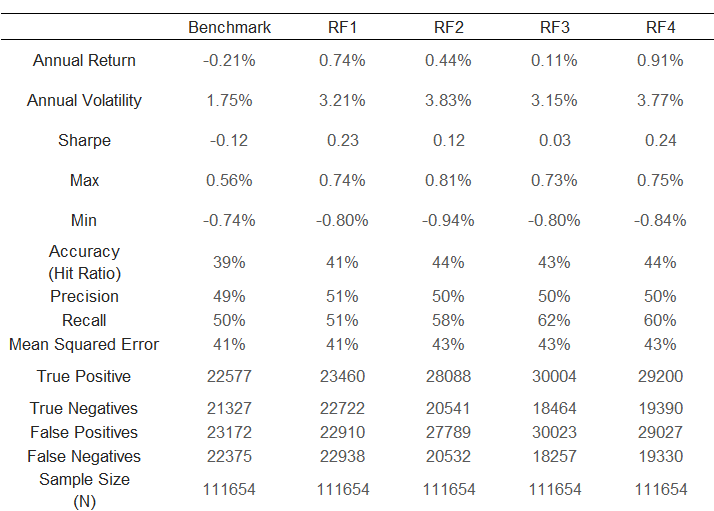 Benchmark RF1 RF2 RF3 RF4
Annual Return -0.21% 0.74% 0.44% 0.11% 0.91%
Annual Volatility 1.75% 3.21% 3.83% 3.15% 3.77%
Sharpe -0.12 0.23 0.12 0.03 0.24
Max 0.56% 0.74% 0.81% 0.73% 0.75%
Min -0.74% -0.80% -0.94% -0.80% -0.84%
Accuracy
(Hit Ratio) 39% 41% 44% 43% 44%
Precision 49% 51% 50% 50% 50%
Recall 50% 51% 58% 62% 60%
Mean Squared Error 41% 41% 43% 43% 43%
True Positive 22577 23460 28088 30004 29200
True Negatives 21327 22722 20541 18464 19390
False Positives 23172 22910 27789 30023 29027
False Negatives 22375 22938 20532 18257 19330
Sample Size
(N) 111654 111654 111654 111654 111654